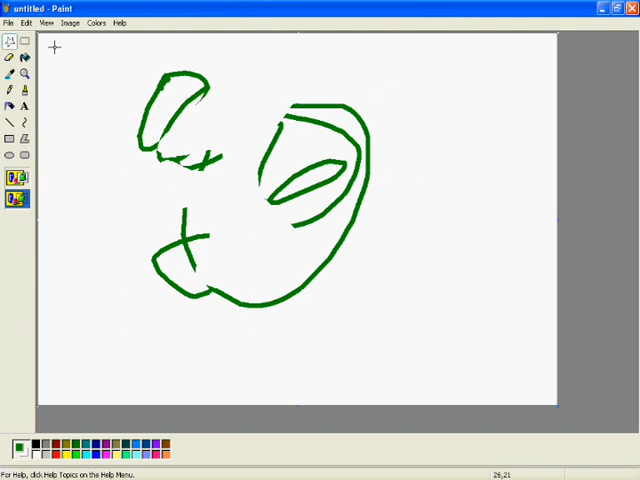 untitled - Paint
File Edit View Image Colors Help
A
For Help, click Help Topics on the Help Menu.
26,21